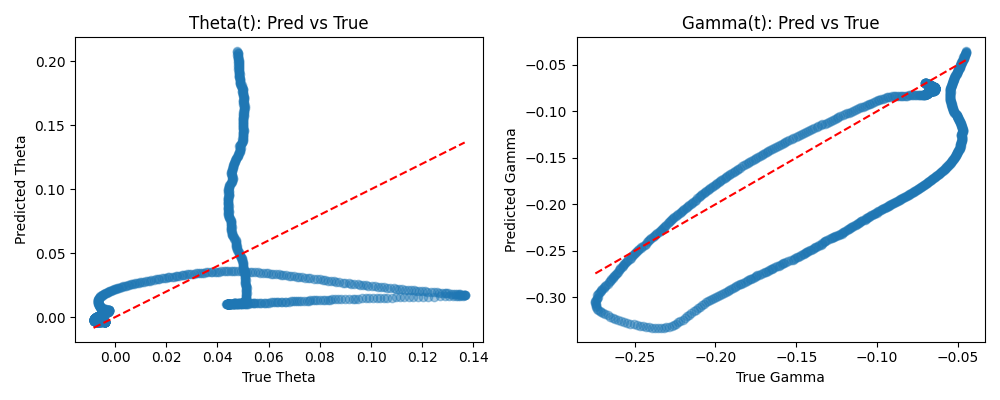 Theta(t): Pred vs True
0.20
0.15
0.10
0.05
0.00
Predicted Theta
0.00 0.02 0.04 0.06 0.08 0.10 0.12 0.14
True Theta
Gamma(t): Pred vs True
−0.05
−0.10
−0.15
−0.20
−0.25
−0.30
Predicted Gamma
−0.25 −0.20 −0.15 −0.10 −0.05
True Gamma